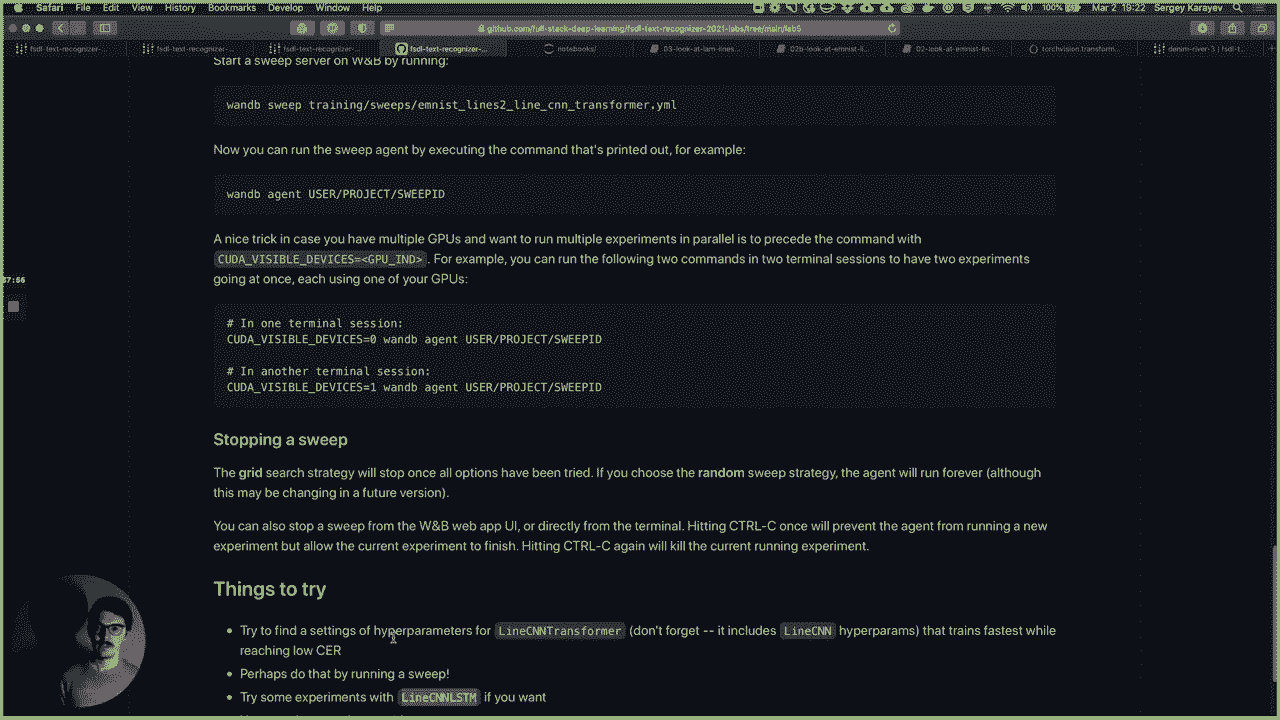 Safari File Edit View History Bookmarks Develop Window Help 100% Mar 2 19:22 Sergey Karayev
github.com/full-stack-deep-learning/fsdl-text-recognizer-2021-labs/tree/main/lab5
fsdl-text-recognizer- fsdl-text-recognizer-... fsdl-text-recognizer-... fsdl-text-recognizer-... notebooks/ 03-look-at-iam-lines... 02b-look-at-emnist-li... 02-look-at-emnist-lin... torchvision.transform...
Start a sweep server on W&B by running:
wandb sweep training/sweeps/emnist_lines2_line_cnn_transformer.yml
Now you can run the sweep agent by executing the command that's printed out, for example:
wandb agent USER/PROJECT/SWEEPID
A nice trick in case you have multiple GPUs and want to run multiple experiments in parallel is to precede the command with
CUDA_VISIBLE_DEVICES=<GPU_IND> . For example, you can run the following two commands in two terminal sessions to have two experiments
going at once, each using one of your GPUs:
# In one terminal session:
CUDA_VISIBLE_DEVICES=0 wandb agent USER/PROJECT/SWEEPID
# In another terminal session:
CUDA_VISIBLE_DEVICES=1 wandb agent USER/PROJECT/SWEEPID
Stopping a sweep
The grid search strategy will stop once all options have been tried. If you choose the random sweep strategy, the agent will run forever (although
this may be changing in a future version).
You can also stop a sweep from the W&B web app UI, or directly from the terminal. Hitting CTRL-C once will prevent the agent from running a new
experiment but allow the current experiment to finish. Hitting CTRL-C again will kill the current running experiment.
Things to try
• Try to find a settings of hyperparameters for LineCNNTransformer (don't forget -- it includes LineCNN hyperparams) that trains fastest while
reaching low CER
• Perhaps do that by running a sweep!
• Try some experiments with LineCNNLSTM if you want